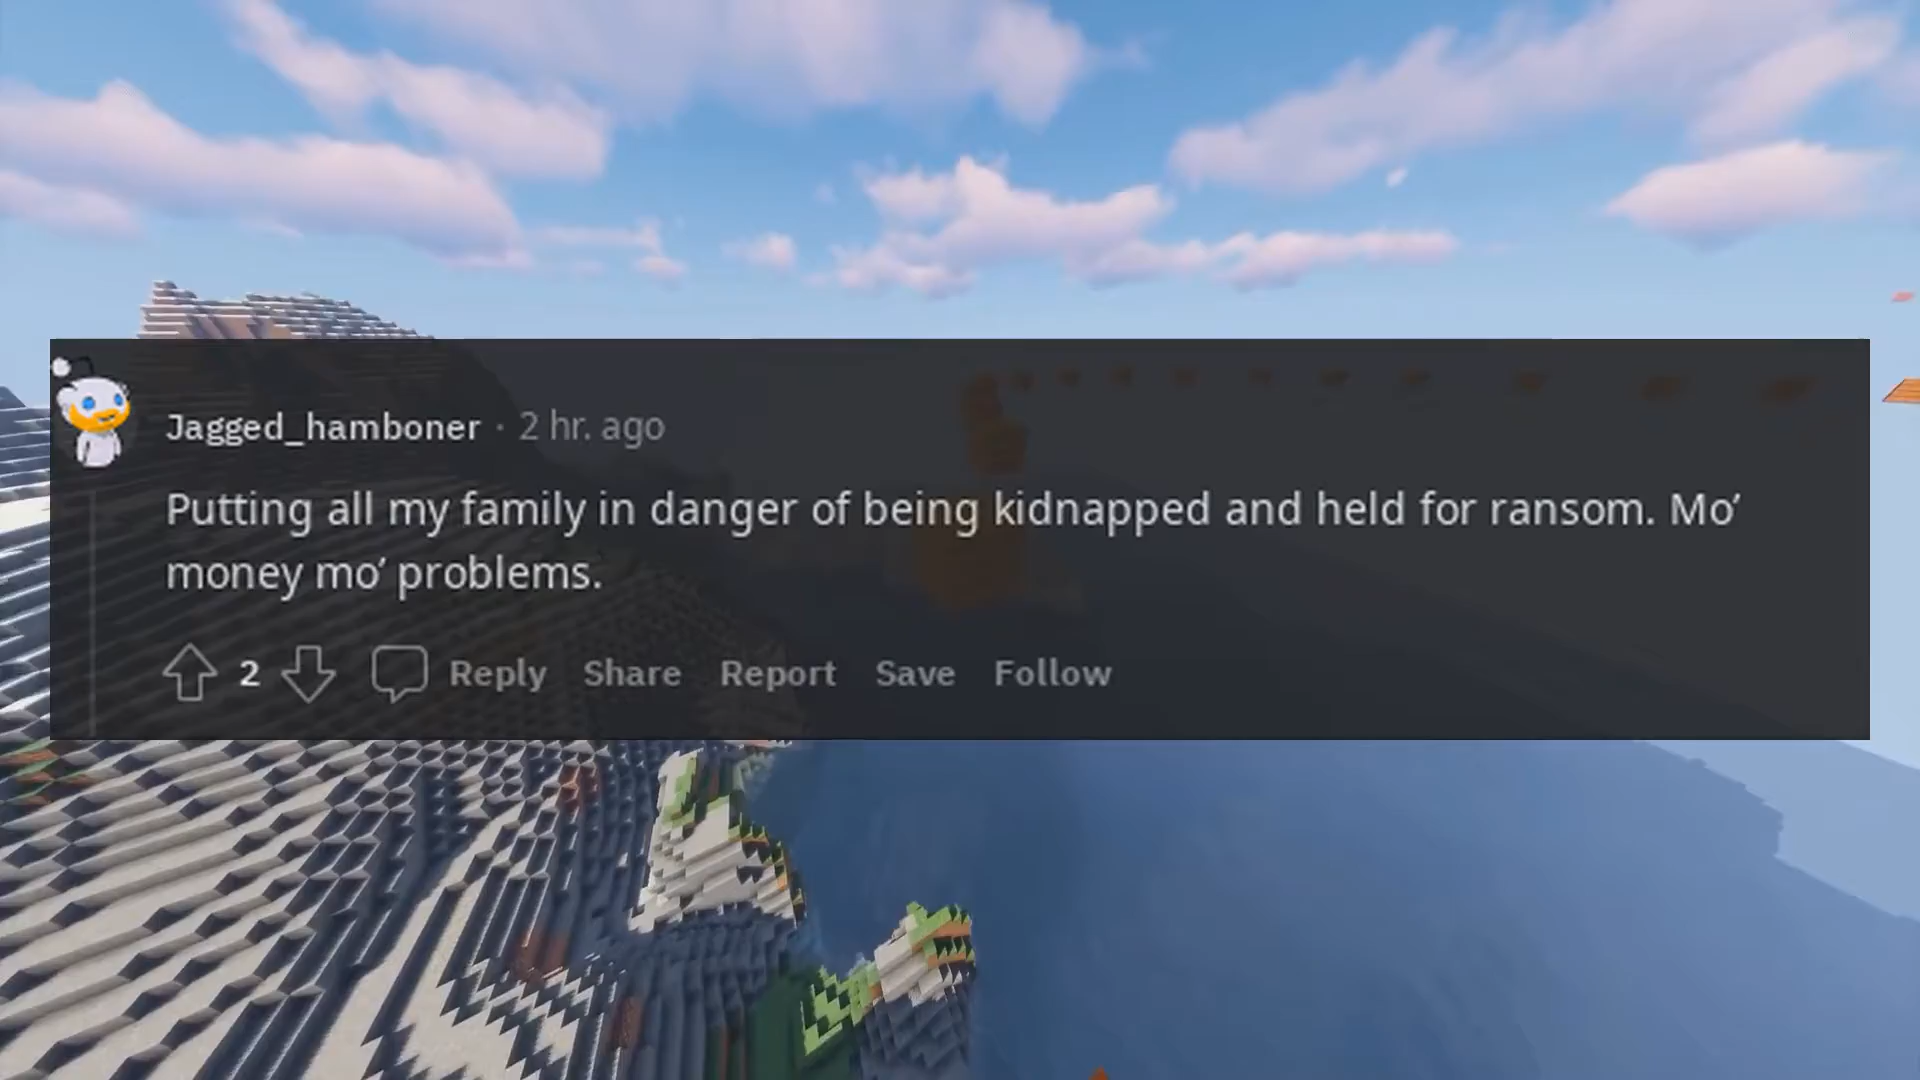 Jagged_hamboner · 2 hr. ago
Putting all my family in danger of being kidnapped and held for ransom. Mo’
money mo’ problems.
2 Reply Share Report Save Follow